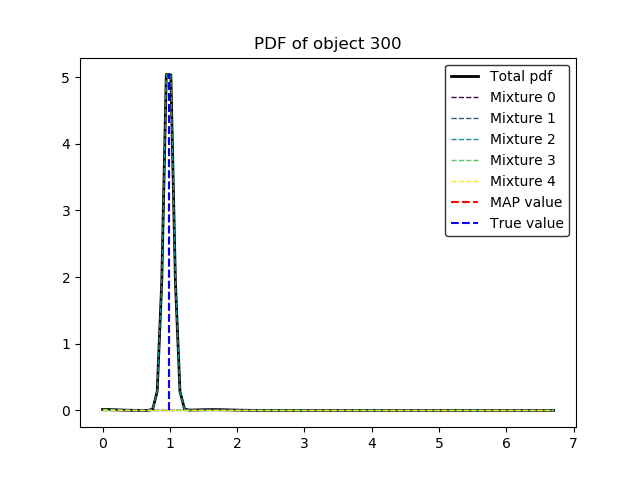 PDF of object 300
Total pdf
Mixture 0
Mixture 1
Mixture 2
Mixture 3
Mixture 4
MAP value
True value
5
4
3
2
1
0
0 1 2 3 4 5 6 7